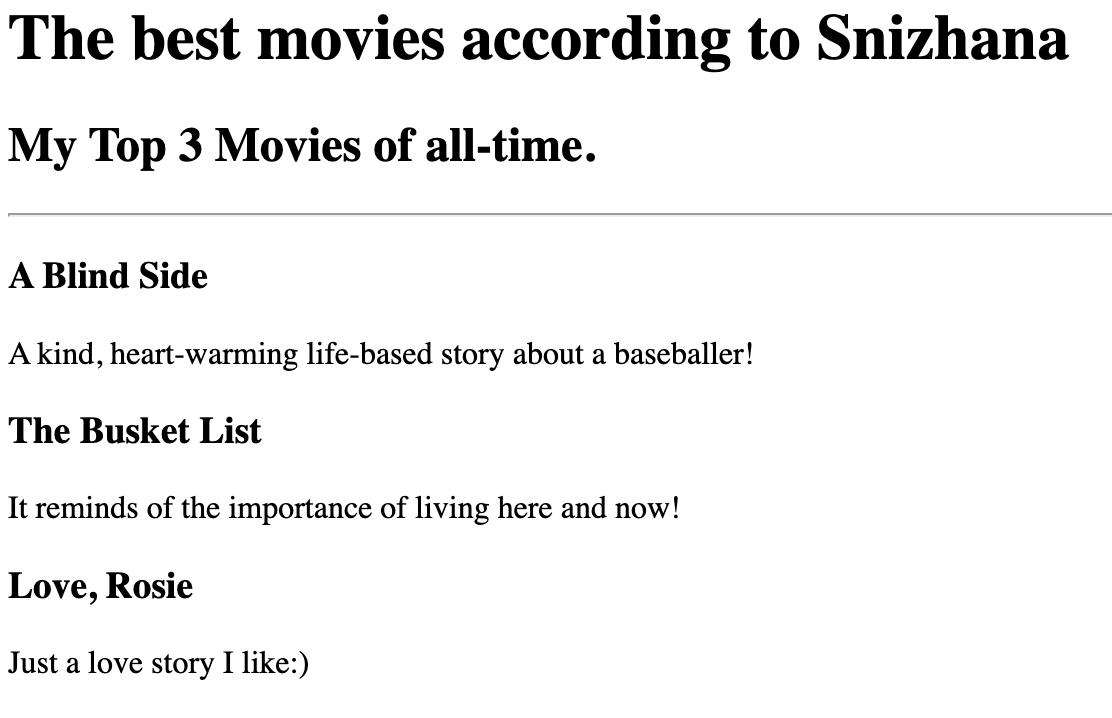 The best movies according to Snizhana
My Top 3 Movies of all-time.
A Blind Side
A kind, heart-warming life-based story about a baseballer!
The Busket List
It reminds of the importance of living here and now!
Love, Rosie
Just a love story I like:)